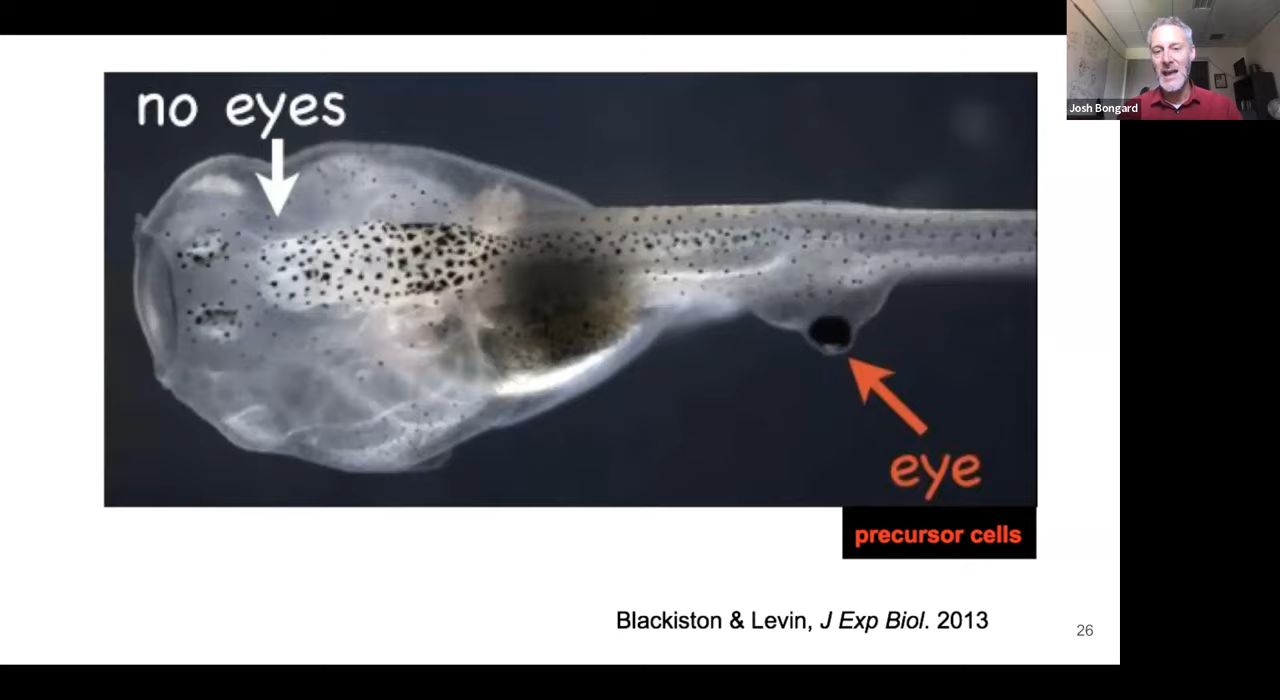 no eyes
Josh Bongard
eye
precursor cells
Blackiston & Levin, J Exp Biol. 2013
26